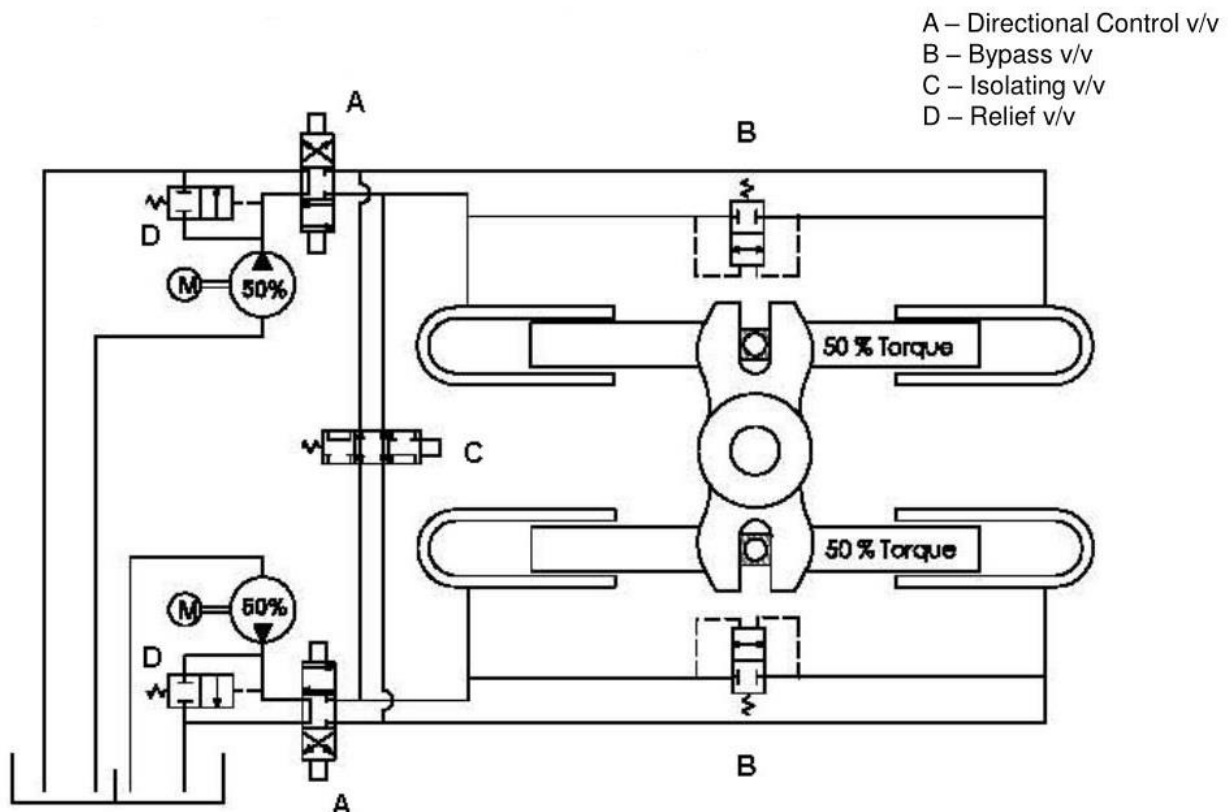 A – Directional Control v/v
B – Bypass v/v
C – Isolating v/v
D – Relief v/v
A
B
D
M
50%
50 % Torque
C
50 % Torque
M
50%
D
B
A